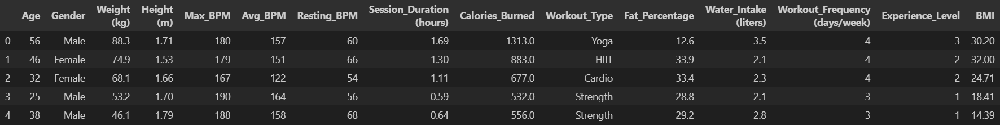 Age Gender Weight (kg) Height (m) Max_BPM Avg_BPM Resting_BPM Session_Duration (hours) Calories_Burned Workout_Type Fat_Percentage Water_Intake (liters) Workout_Frequency (days/week) Experience_Level BMI
0 56 Male 88.3 1.71 180 157 60 1.69 1313.0 Yoga 12.6 3.5 4 3 30.20
1 46 Female 74.9 1.53 179 151 66 1.30 883.0 HIIT 33.9 2.1 4 2 32.00
2 32 Female 68.1 1.66 167 122 54 1.11 677.0 Cardio 33.4 2.3 4 2 24.71
3 25 Male 53.2 1.70 190 164 56 0.59 532.0 Strength 28.8 2.1 3 1 18.41
4 38 Male 46.1 1.79 188 158 68 0.64 556.0 Strength 29.2 2.8 3 1 14.39